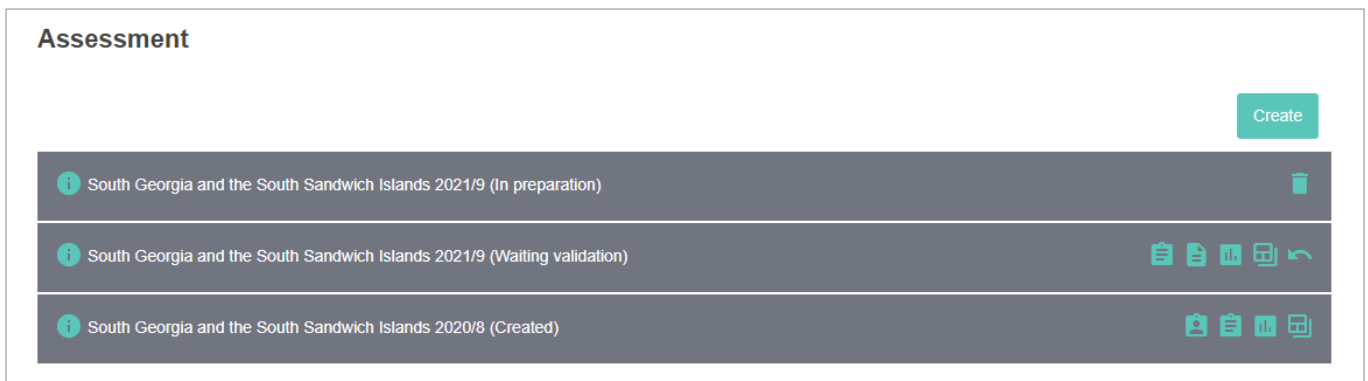 Assessment
Create
South Georgia and the South Sandwich Islands 2021/9 (In preparation)
South Georgia and the South Sandwich Islands 2021/9 (Waiting validation)
South Georgia and the South Sandwich Islands 2020/8 (Created)